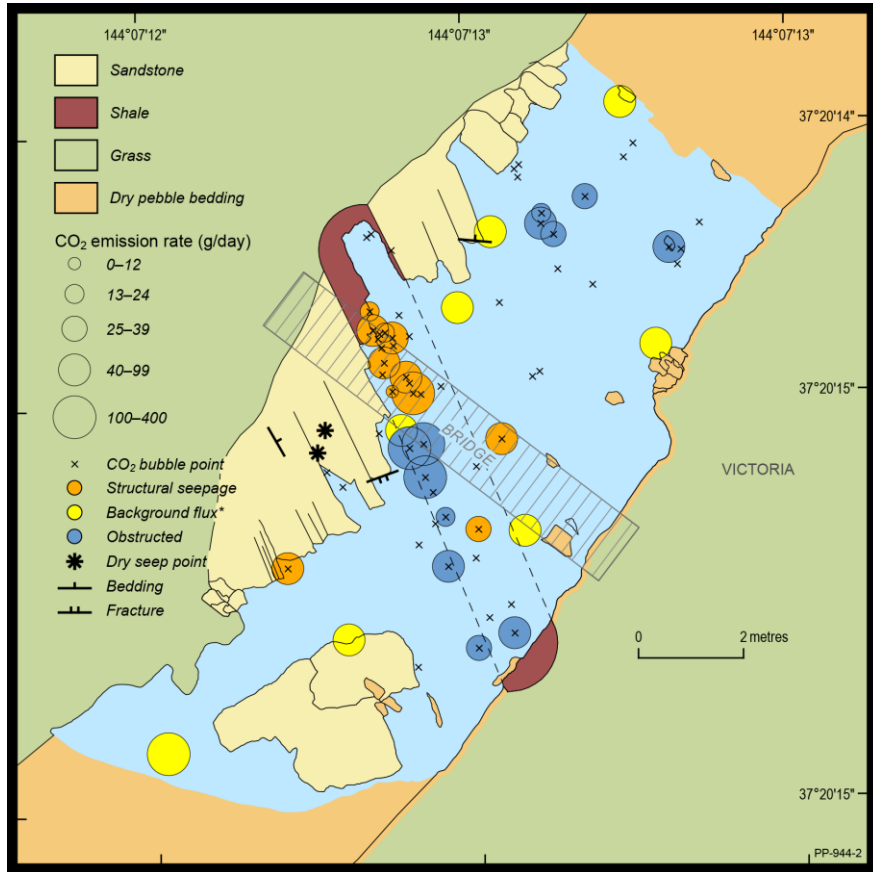 144°07'12"
144°07'13"
144°07'13"
Sandstone
Shale
Grass
Dry pebble bedding
CO₂ emission rate (g/day)
0–12
13–24
25–39
40–99
100–400
CO₂ bubble point
Structural seepage
Background flux*
Obstructed
Dry seep point
Bedding
Fracture
37°20'14"
37°20'15"
BRIDGE
VICTORIA
0 2 metres
37°20'15"
PP-944-2